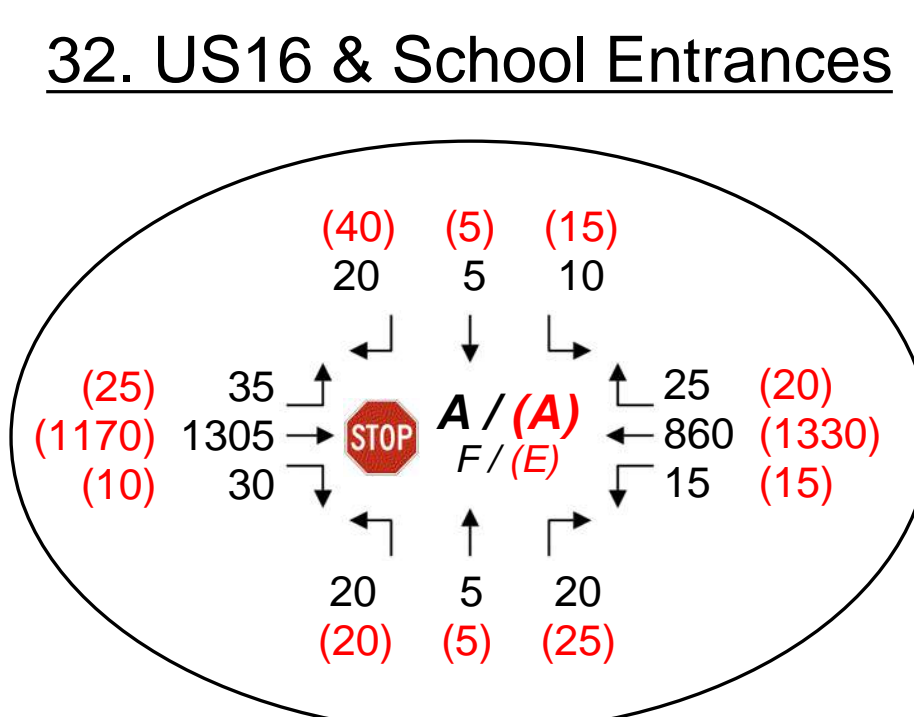 32. US16 & School Entrances
(40) (5) (15)
20 5 10
(25) 35 25 (20)
(1170) 1305 STOP A / (A) 860 (1330)
F / (E)
(10) 30 15 (15)
20 5 20
(20) (5) (25)